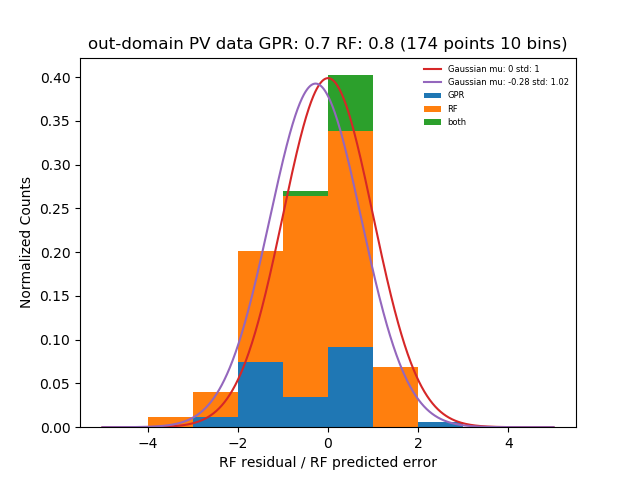 out-domain PV data GPR: 0.7 RF: 0.8 (174 points 10 bins)
Gaussian mu: 0 std: 1
Gaussian mu: -0.28 std: 1.02
GPR
RF
both
Normalized Counts
0.40
0.35
0.30
0.25
0.20
0.15
0.10
0.05
0.00
−4 −2 0 2 4
RF residual / RF predicted error